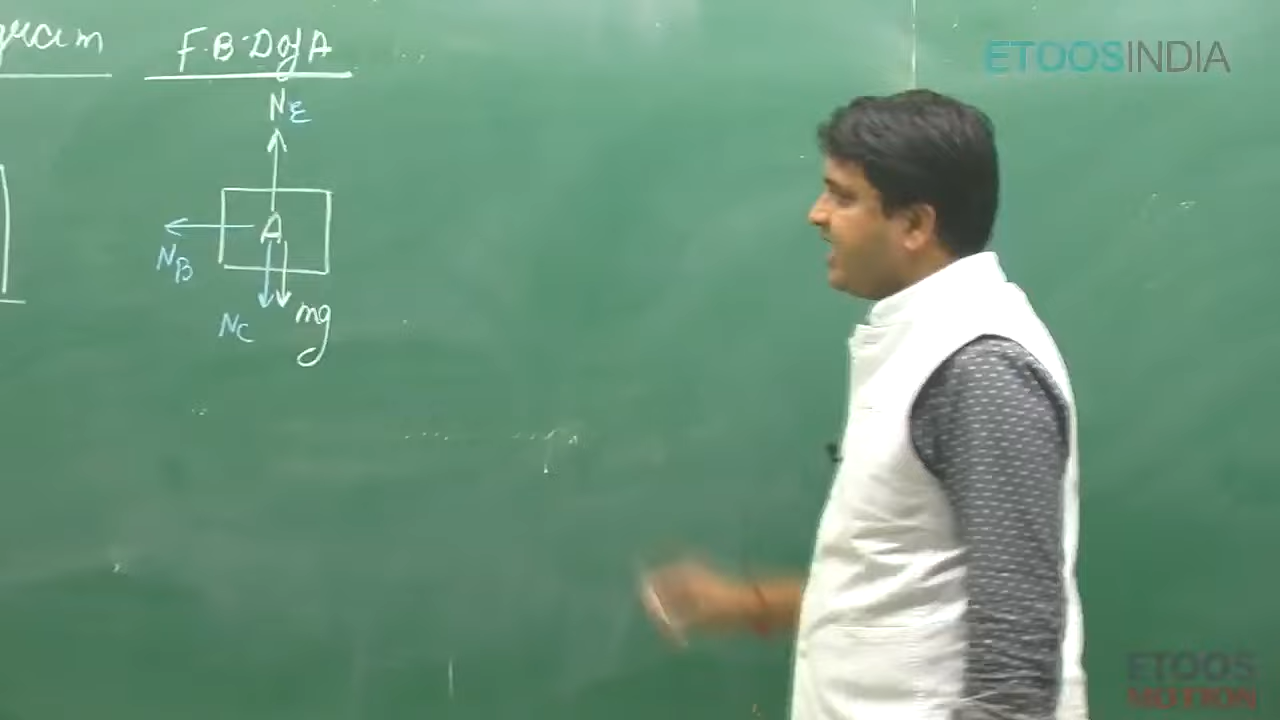 gram
F.B.D of A
NE
A
NB
NC
mg
ETOOSINDIA
ETOOS
MOTION